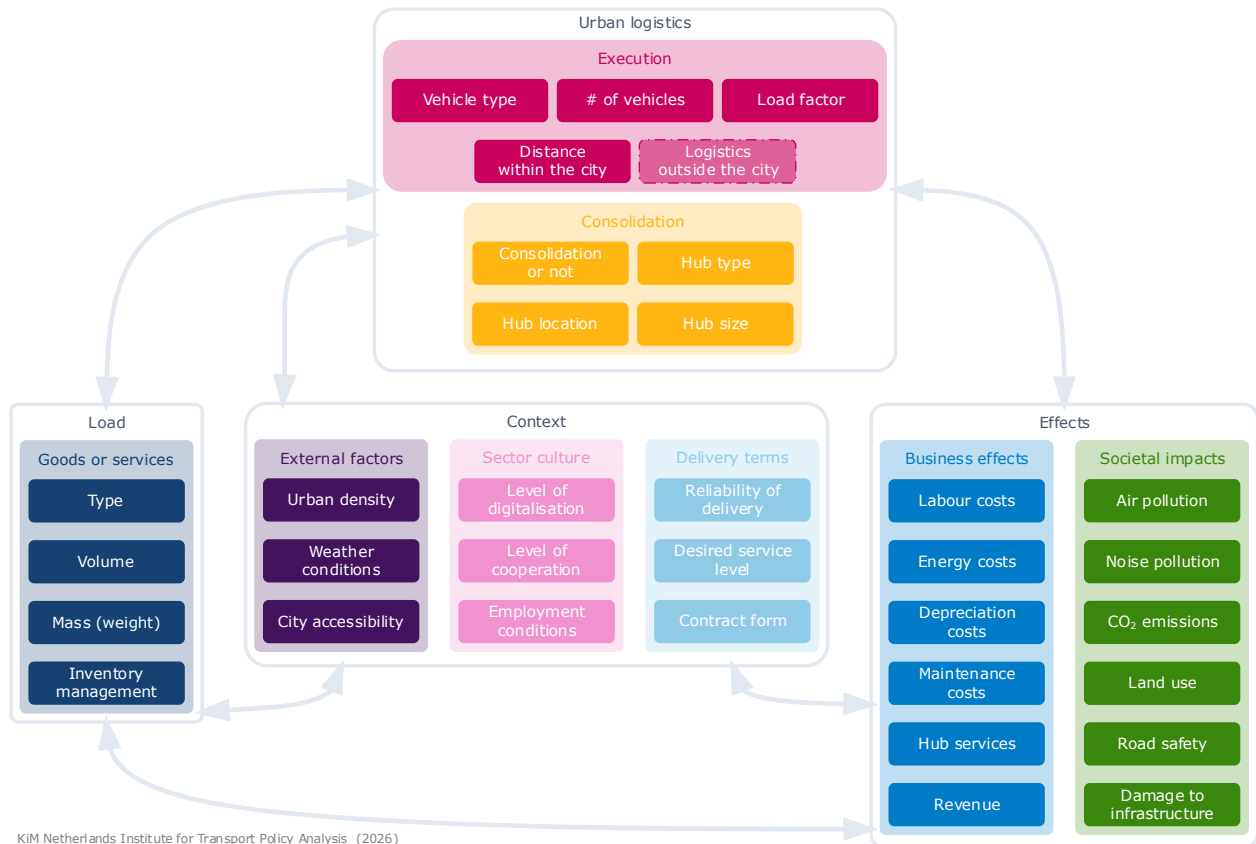 Urban logistics
Execution
Vehicle type
# of vehicles
Load factor
Distance
within the city
Logistics
outside the city
Consolidation
Consolidation
or not
Hub type
Hub location
Hub size
Load
Goods or services
Type
Volume
Mass (weight)
Inventory
management
Context
External factors
Urban density
Weather
conditions
City accessibility
Sector culture
Level of
digitalisation
Level of
cooperation
Employment
conditions
Delivery terms
Reliability of
delivery
Desired service
level
Contract form
Effects
Business effects
Labour costs
Energy costs
Depreciation
costs
Maintenance
costs
Hub services
Revenue
Societal impacts
Air pollution
Noise pollution
CO₂ emissions
Land use
Road safety
Damage to
infrastructure
KiM Netherlands Institute for Transport Policy Analysis (2026)